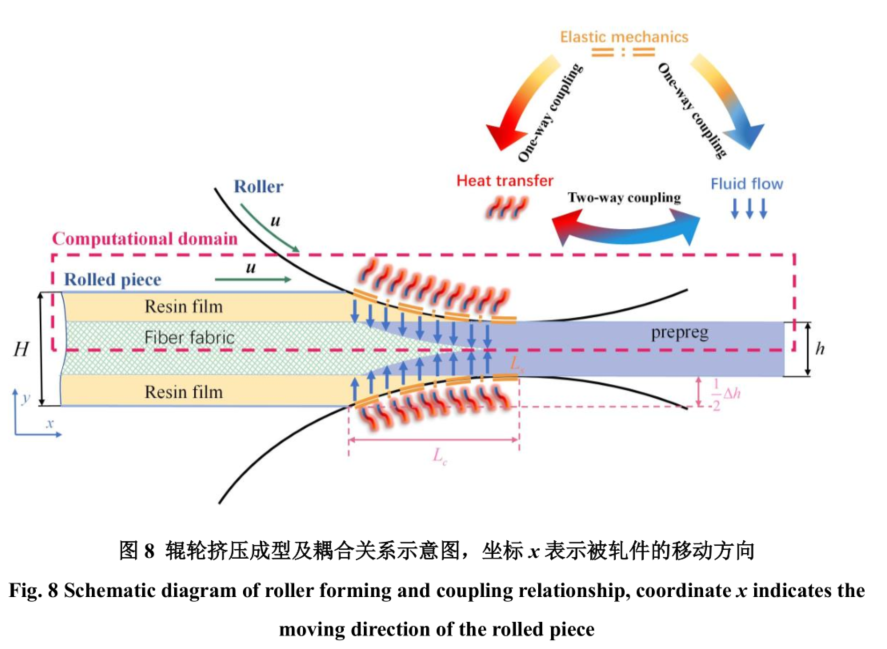 Elastic mechanics
One-way coupling
One-way coupling
Heat transfer
Two-way coupling
Fluid flow
Roller
u
Computational domain
u
Rolled piece
Resin film
Fiber fabric
prepreg
H
h
L
Resin film
1/2 Δh
y
x
L_c
图 8 辊轮挤压成型及耦合关系示意图，坐标 x 表示被轧件的移动方向
Fig. 8 Schematic diagram of roller forming and coupling relationship, coordinate x indicates the
moving direction of the rolled piece